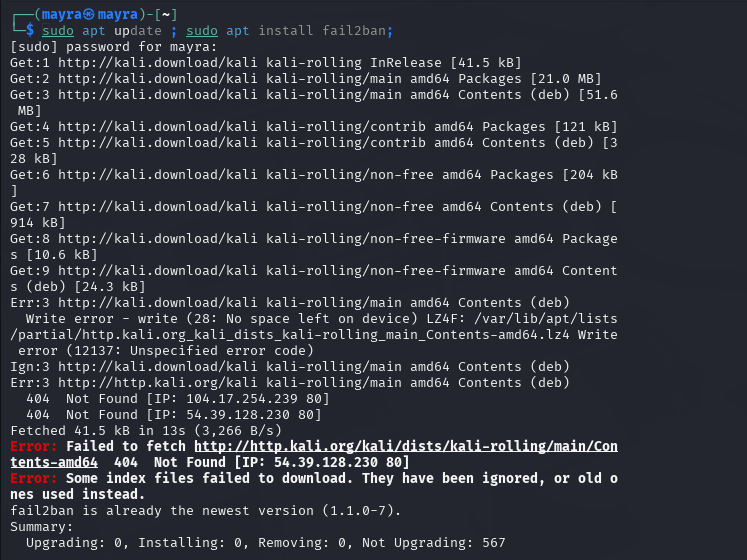 ┌──(mayra㉿mayra)-[~]
└─$ sudo apt update ; sudo apt install fail2ban;
[sudo] password for mayra:
Get:1 http://kali.download/kali kali-rolling InRelease [41.5 kB]
Get:2 http://kali.download/kali kali-rolling/main amd64 Packages [21.0 MB]
Get:3 http://kali.download/kali kali-rolling/main amd64 Contents (deb) [51.6
 MB]
Get:4 http://kali.download/kali kali-rolling/contrib amd64 Packages [121 kB]
Get:5 http://kali.download/kali kali-rolling/contrib amd64 Contents (deb) [3
28 kB]
Get:6 http://kali.download/kali kali-rolling/non-free amd64 Packages [204 kB
]
Get:7 http://kali.download/kali kali-rolling/non-free amd64 Contents (deb) [
914 kB]
Get:8 http://kali.download/kali kali-rolling/non-free-firmware amd64 Package
s [10.6 kB]
Get:9 http://kali.download/kali kali-rolling/non-free-firmware amd64 Content
s (deb) [24.3 kB]
Err:3 http://kali.download/kali kali-rolling/main amd64 Contents (deb)
  Write error - write (28: No space left on device) LZ4F: /var/lib/apt/lists
/partial/http.kali.org_kali_dists_kali-rolling_main_Contents-amd64.lz4 Write
 error (12137: Unspecified error code)
Ign:3 http://kali.download/kali kali-rolling/main amd64 Contents (deb)
Err:3 http://http.kali.org/kali kali-rolling/main amd64 Contents (deb)
  404  Not Found [IP: 104.17.254.239 80]
  404  Not Found [IP: 54.39.128.230 80]
Fetched 41.5 kB in 13s (3,266 B/s)
Error: Failed to fetch http://http.kali.org/kali/dists/kali-rolling/main/Con
tents-amd64  404  Not Found [IP: 54.39.128.230 80]
Error: Some index files failed to download. They have been ignored, or old o
nes used instead.
fail2ban is already the newest version (1.1.0-7).
Summary:
  Upgrading: 0, Installing: 0, Removing: 0, Not Upgrading: 567